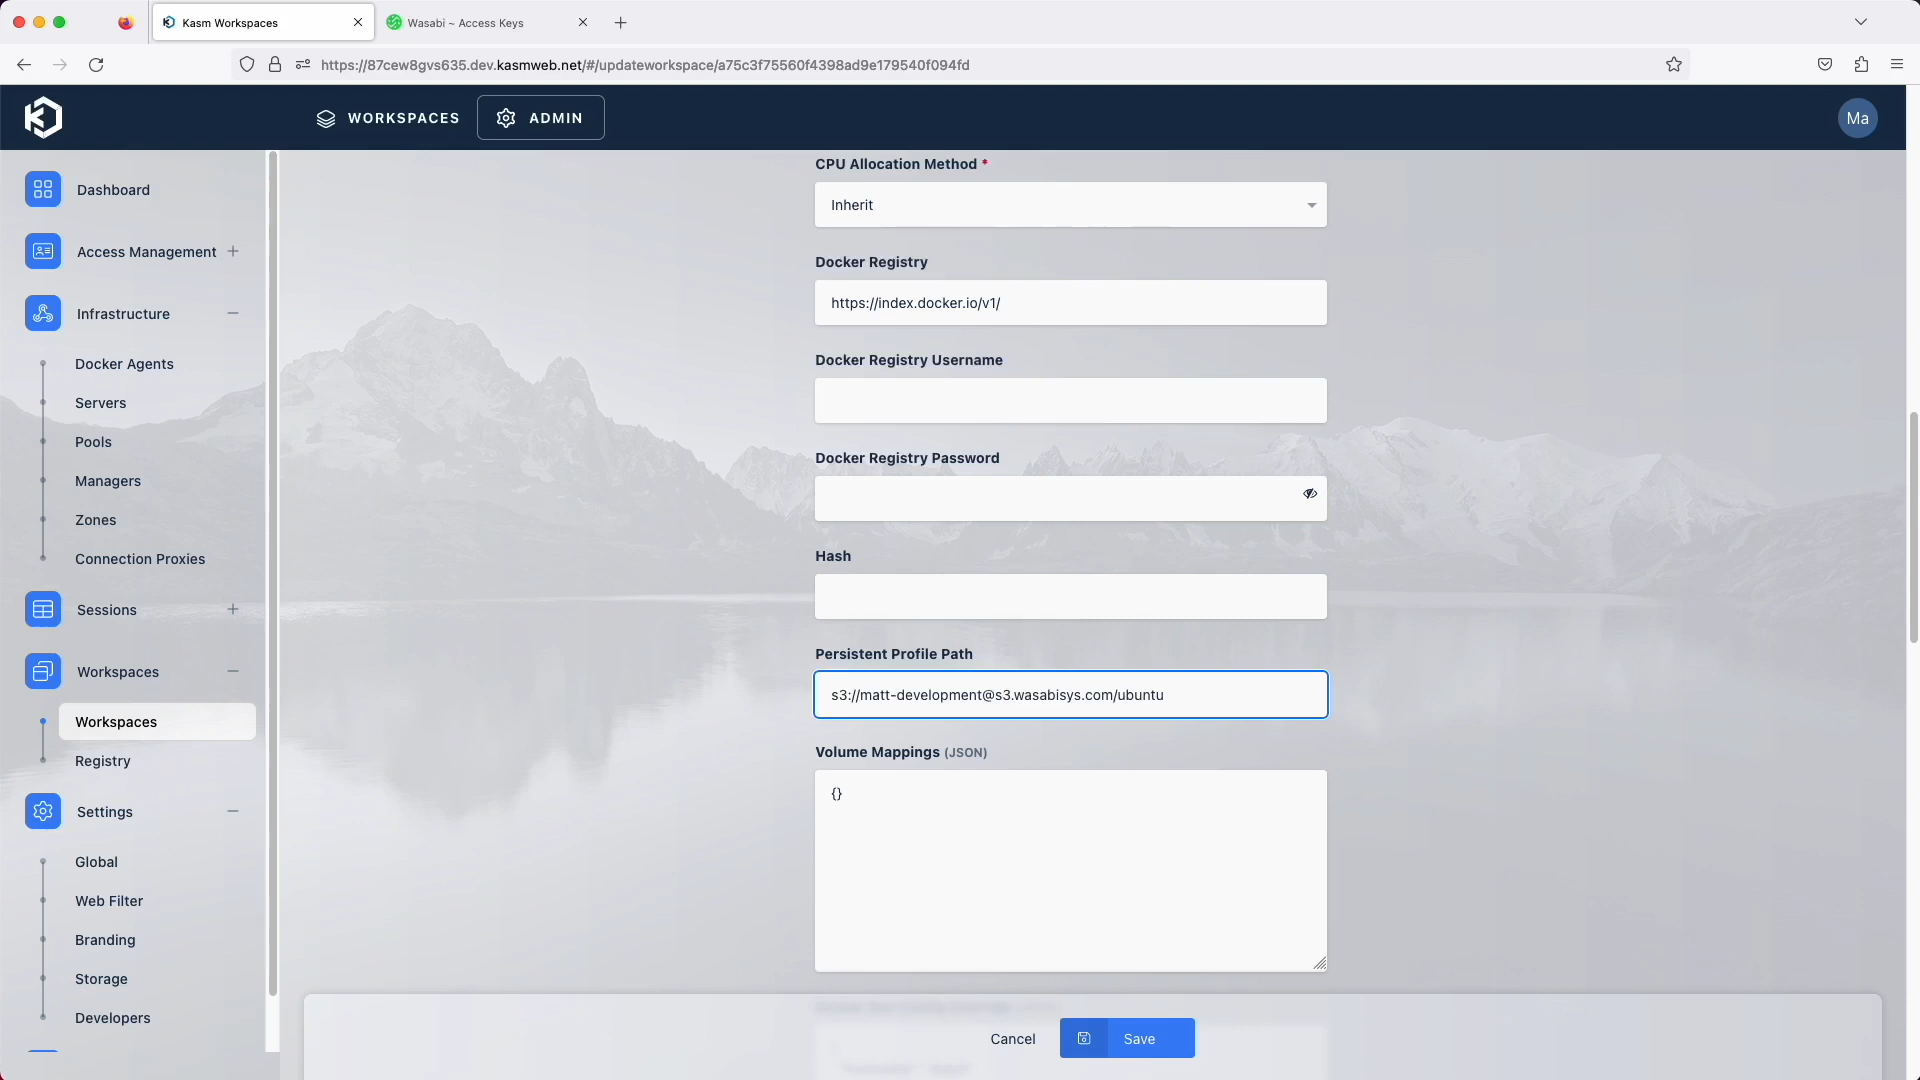 Kasm Workspaces
Wasabi ~ Access Keys
https://87cew8gvs635.dev.kasmweb.net/#/updateworkspace/a75c3f75560f4398ad9e179540f094fd
WORKSPACES
ADMIN
Ma
Dashboard
Access Management
Infrastructure
Docker Agents
Servers
Pools
Managers
Zones
Connection Proxies
Sessions
Workspaces
Workspaces
Registry
Settings
Global
Web Filter
Branding
Storage
Developers
CPU Allocation Method *
Inherit
Docker Registry
https://index.docker.io/v1/
Docker Registry Username
Docker Registry Password
Hash
Persistent Profile Path
s3://matt-development@s3.wasabisys.com/ubuntu
Volume Mappings (JSON)
{}
Cancel
Save